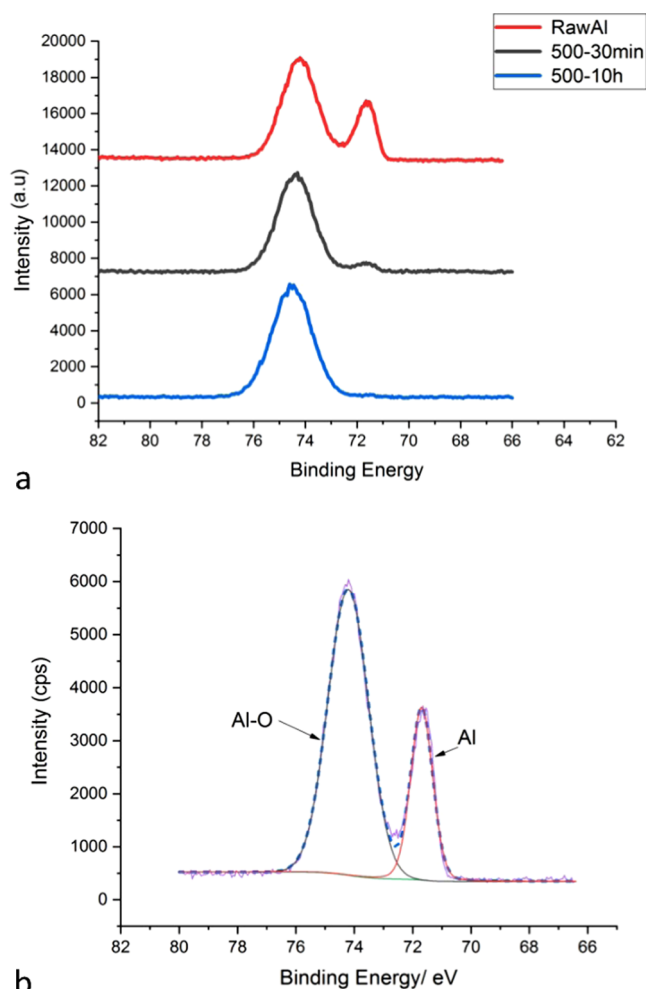 RawAl
500-30min
500-10h
20000
18000
16000
14000
12000
10000
8000
6000
4000
2000
0
Intensity (a.u)
82 80 78 76 74 72 70 68 66 64 62
Binding Energy
a
7000
6000
5000
4000
3000
2000
1000
0
Intensity (cps)
Al-O
Al
82 80 78 76 74 72 70 68 66
Binding Energy/ eV
b